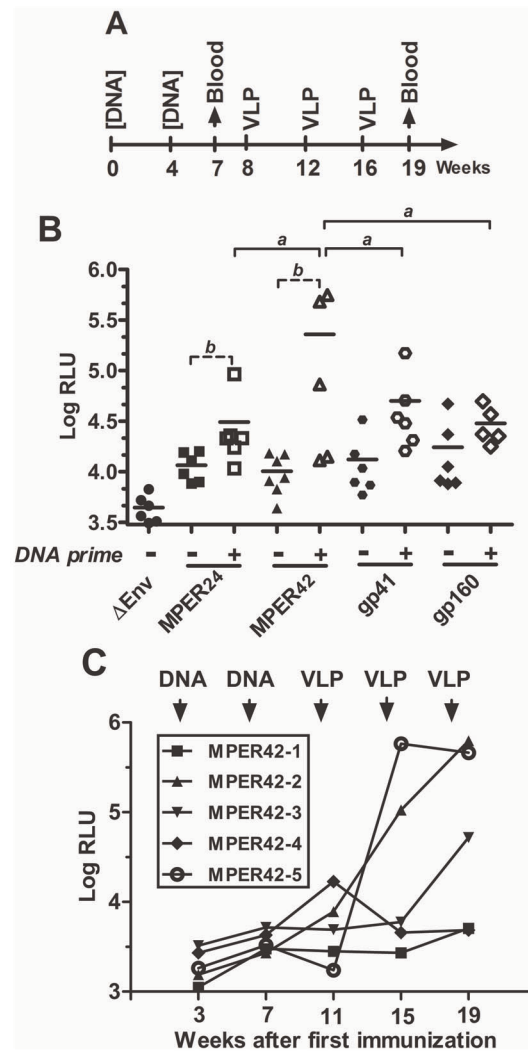 A
[DNA] [DNA] Blood VLP VLP VLP Blood
0 4 7 8 12 16 19 Weeks
B
a
a a
b
b
Log RLU
6.0
5.5
5.0
4.5
4.0
3.5
DNA prime - - + - + - + - +
ΔEnv MPER24 MPER42 gp41 gp160
C
DNA DNA VLP VLP VLP
Log RLU
6
5
4
3
MPER42-1
MPER42-2
MPER42-3
MPER42-4
MPER42-5
3 7 11 15 19
Weeks after first immunization